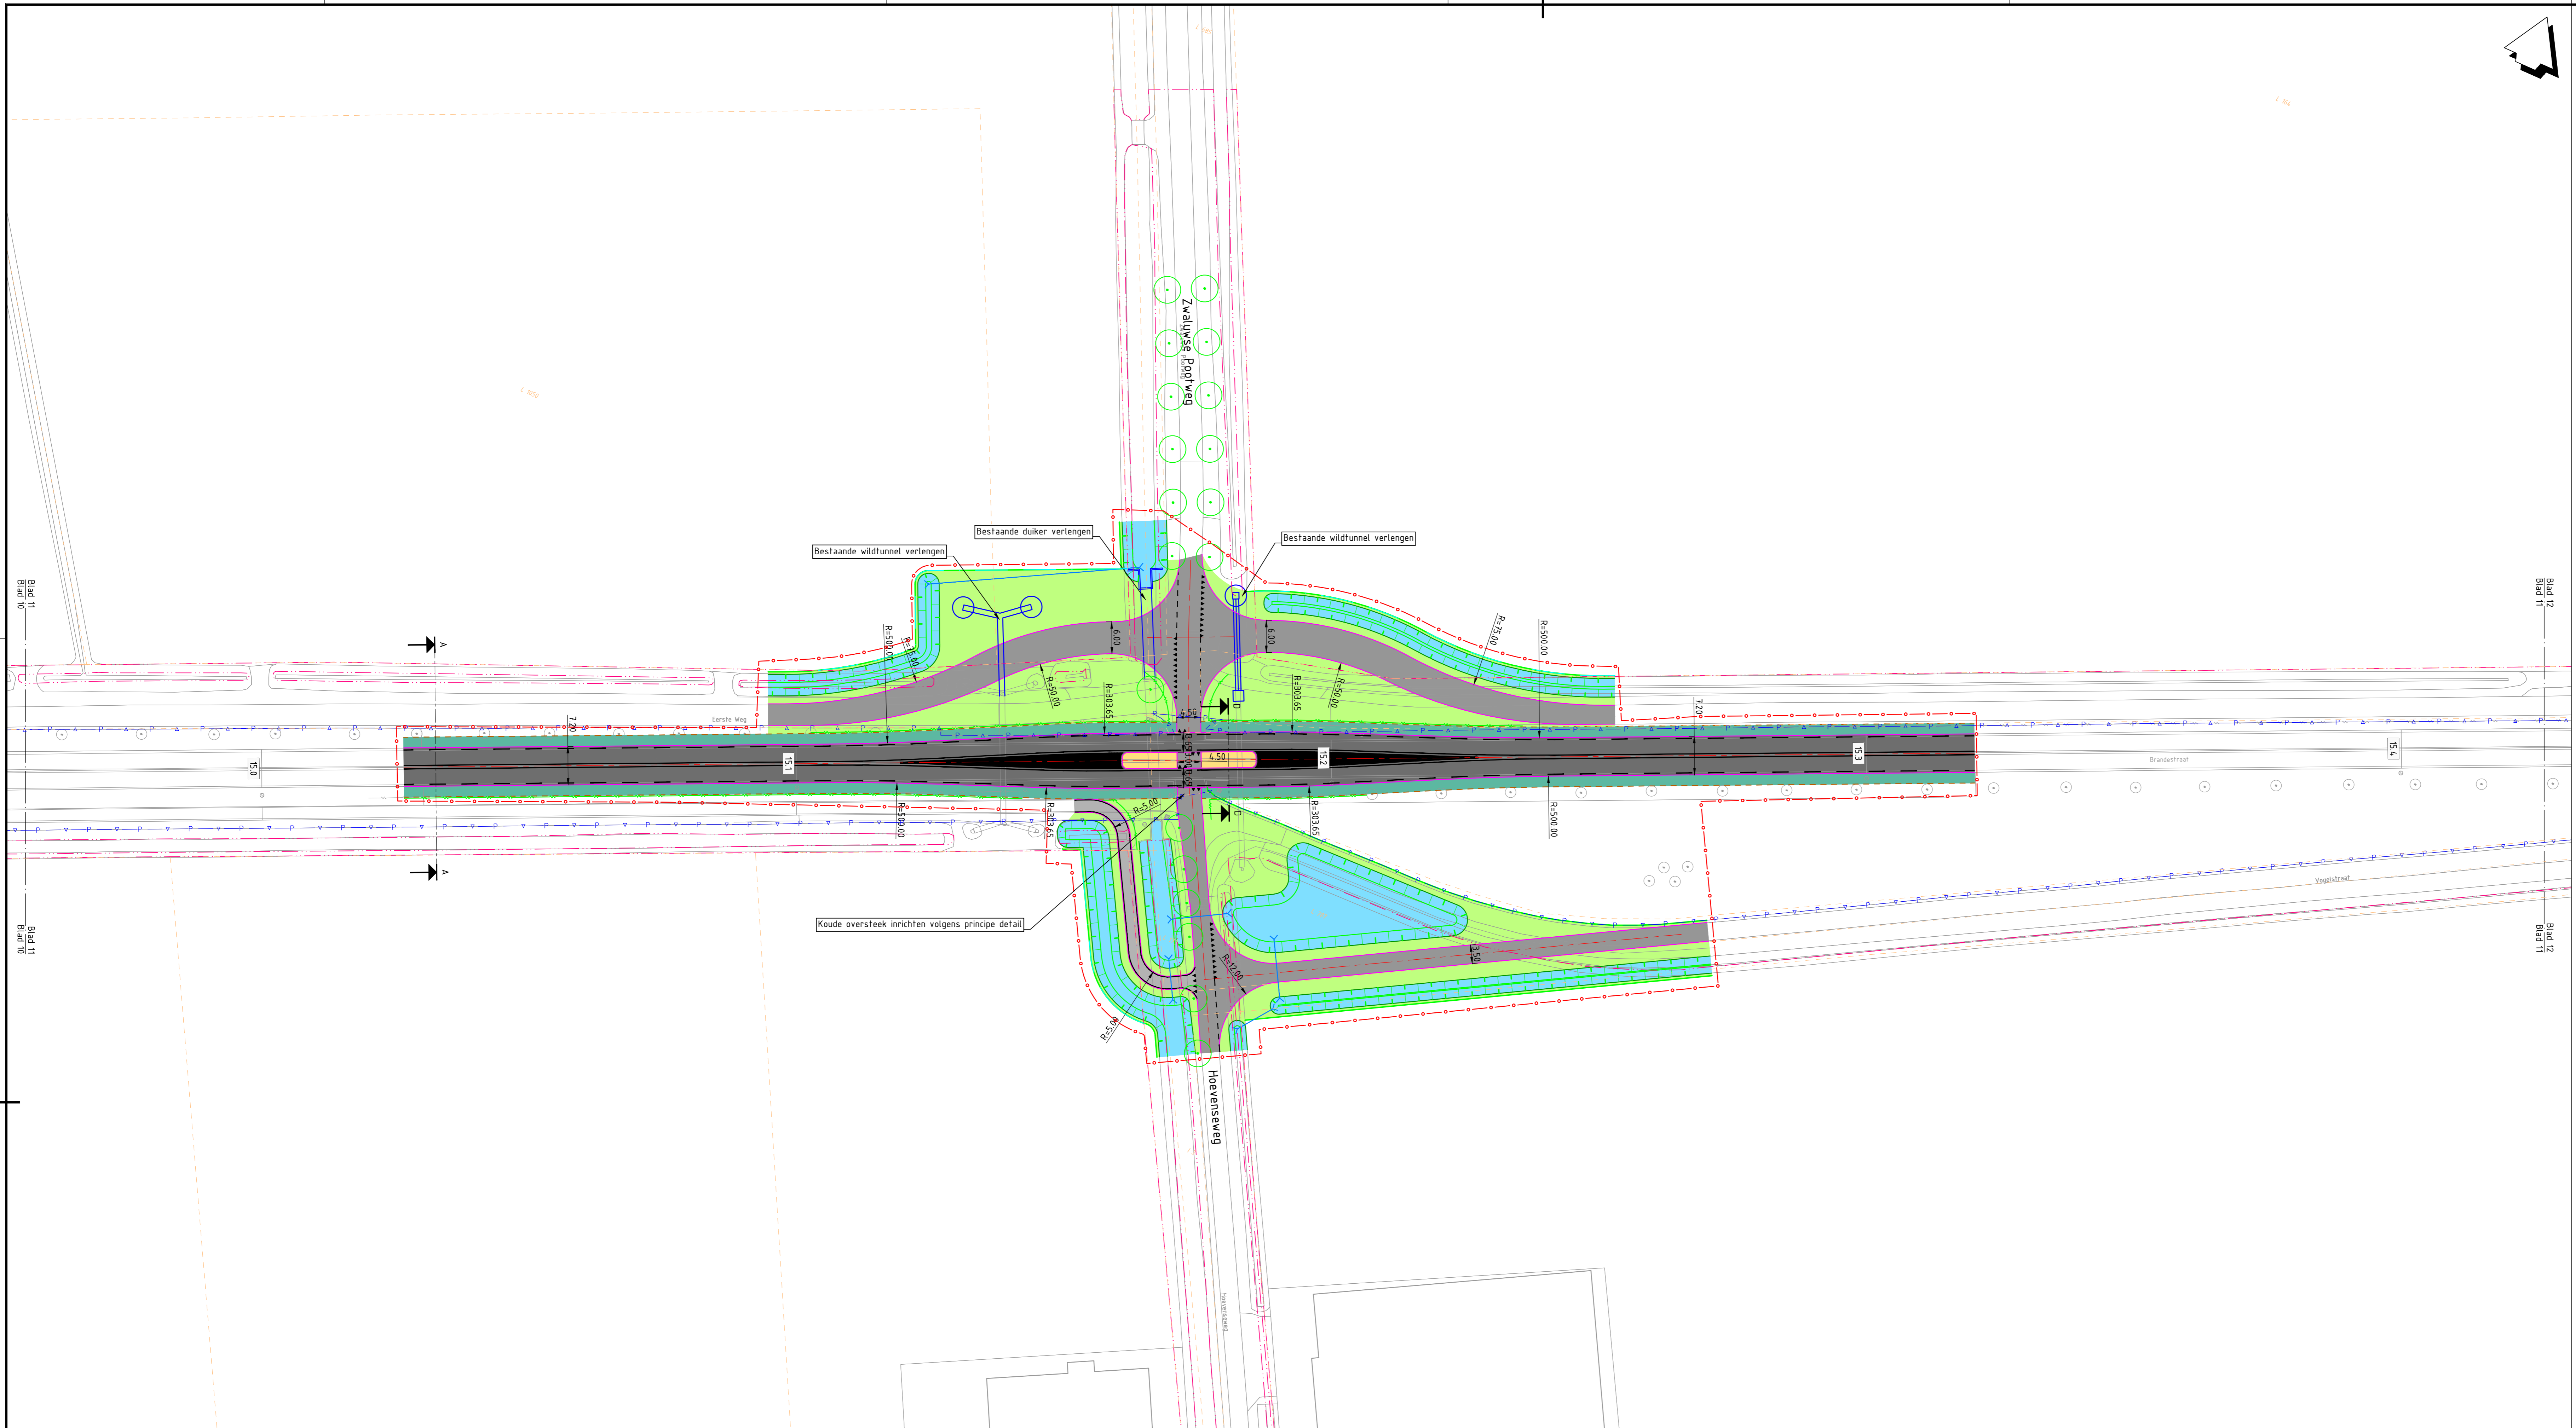 Zwaluwse Pootweg
Bestaande duiker verlengen
Bestaande wildtunnel verlengen
Bestaande wildtunnel verlengen
Blad 11
Blad 10
Blad 12
Blad 11
A
6.00
6.00
R=500.00
R=15.00
R=50.00
R=303.65
R=303.65
R=50.00
R=75.00
R=500.00
D
4.50
Eerste Weg
7.20
7.20
15.0
15.1
4.50
15.2
15.3
15.4
Brandestraat
R=500.00
R=303.65
R=5.00
R=303.65
R=500.00
D
A
Vogelstraat
Koude oversteek inrichten volgens principe detail
3.50
R=12.00
R=5.00
Blad 11
Blad 10
Blad 12
Blad 11
Hoevenseweg
Hoevenseweg